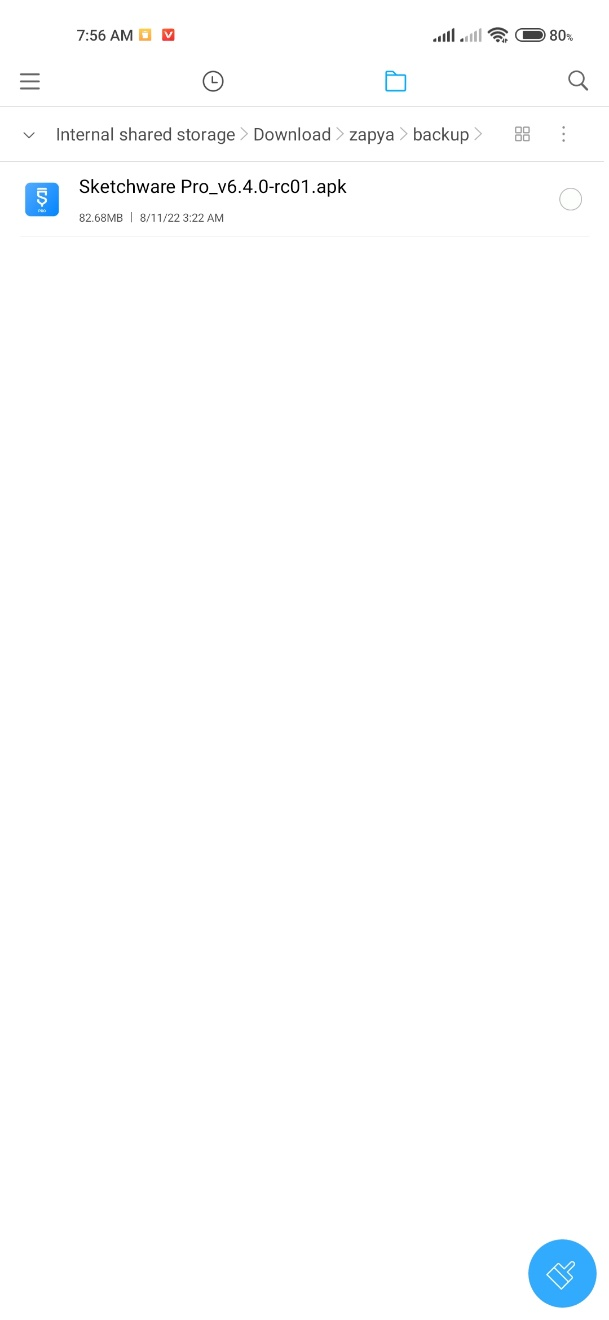 7:56 AM 80%
Internal shared storage > Download > zapya > backup >
Sketchware Pro_v6.4.0-rc01.apk
82.68MB | 8/11/22 3:22 AM